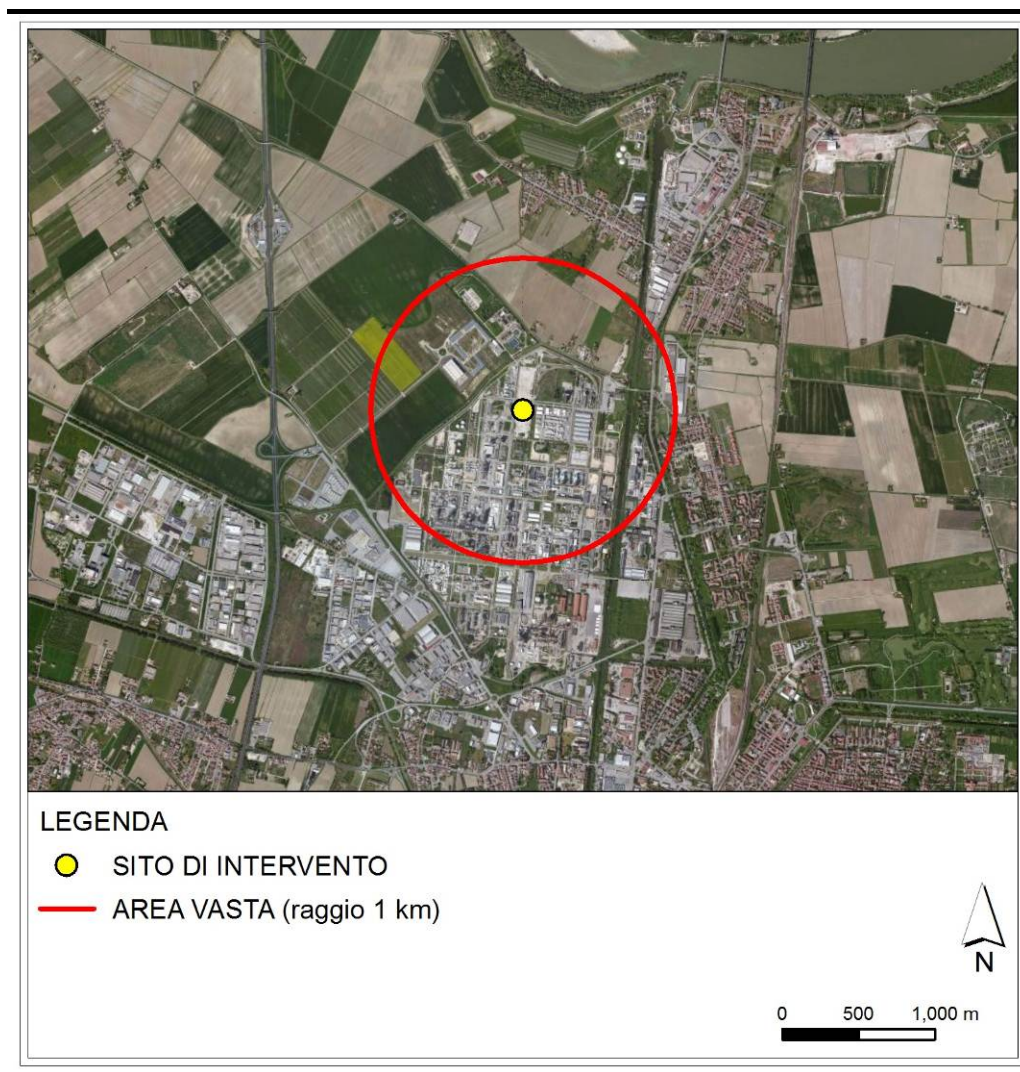 LEGENDA
SITO DI INTERVENTO
AREA VASTA (raggio 1 km)
N
0 500 1,000 m